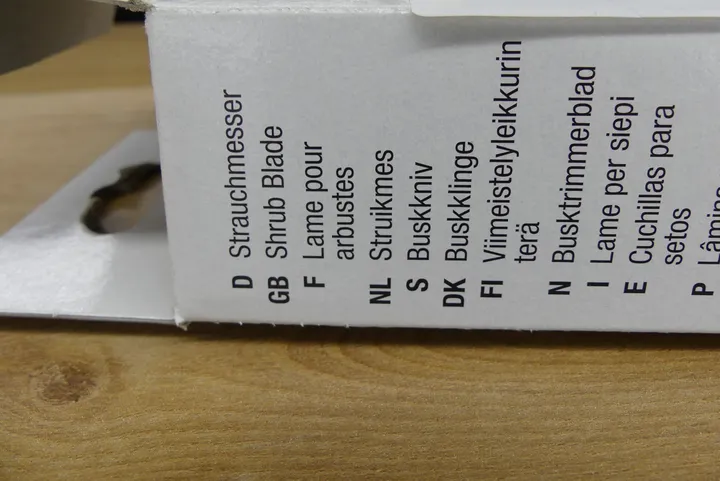 D Strauchmesser
GB Shrub Blade
F Lame pour
arbustes
NL Struikmes
S Buskkniv
DK Buskklinge
FI Viimeistelyleikkurin
terä
N Busktrimmerblad
I Lame per siepi
E Cuchillas para
setos
P